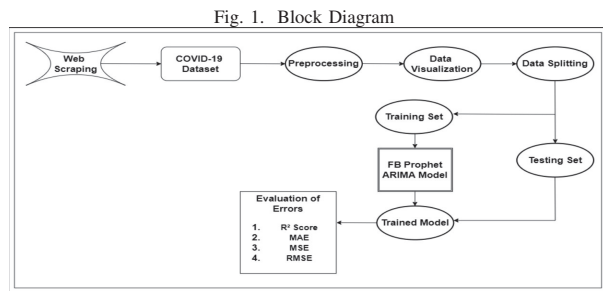 Fig. 1. Block Diagram
Web
Scraping
COVID-19
Dataset
Preprocessing
Data
Visualization
Data Splitting
Training Set
Testing Set
FB Prophet
ARIMA Model
Trained Model
Evaluation of
Errors
1. R² Score
2. MAE
3. MSE
4. RMSE